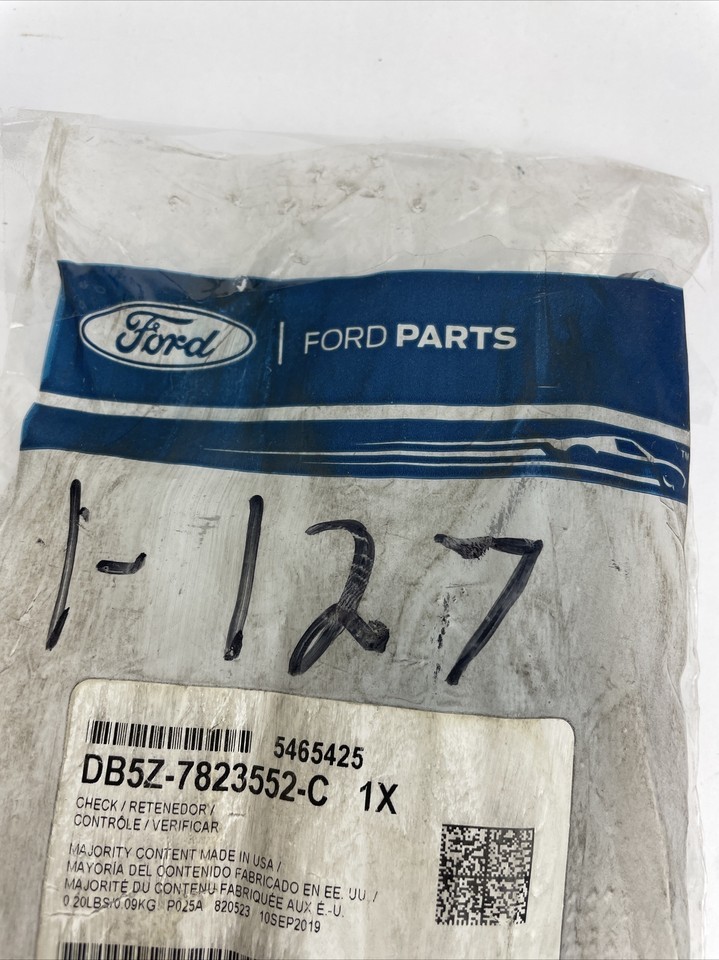 Ford | FORD PARTS
TM
1-127
5465425
DB5Z-7823552-C 1X
CHECK / RETENEDOR /
CONTRÔLE / VERIFICAR
MAJORITY CONTENT MADE IN USA /
MAYORÍA DEL CONTENIDO FABRICADO EN EE. UU. /
MAJORITÉ DU CONTENU FABRIQUÉE AUX É.-U.
0.20LBS/0.09KG P025A 820523 10SEP2019